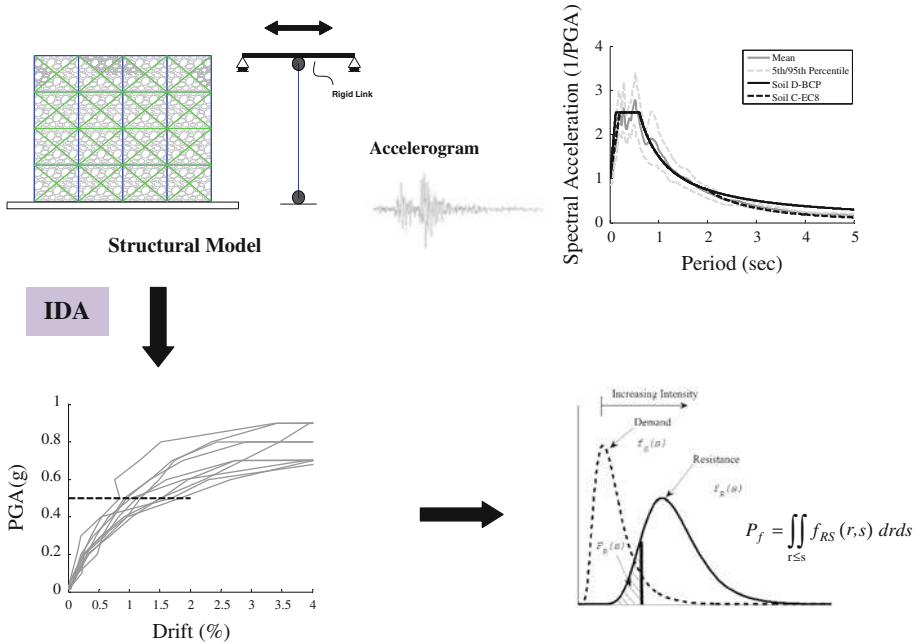 Rigid Link
Structural Model
Accelerogram
Spectral Acceleration (1/PGA)
4
3
2
1
0
0 1 2 3 4 5
Period (sec)
Mean
5th/95th Percentile
Soil D-BCP
Soil C-EC8
IDA
PGA(g)
1
0.8
0.6
0.4
0.2
0
0 0.5 1 1.5 2 2.5 3 3.5 4
Drift (%)
Increasing Intensity
Demand
Resistance
P_f = ∬ f_RS (r,s) drds
r≤s